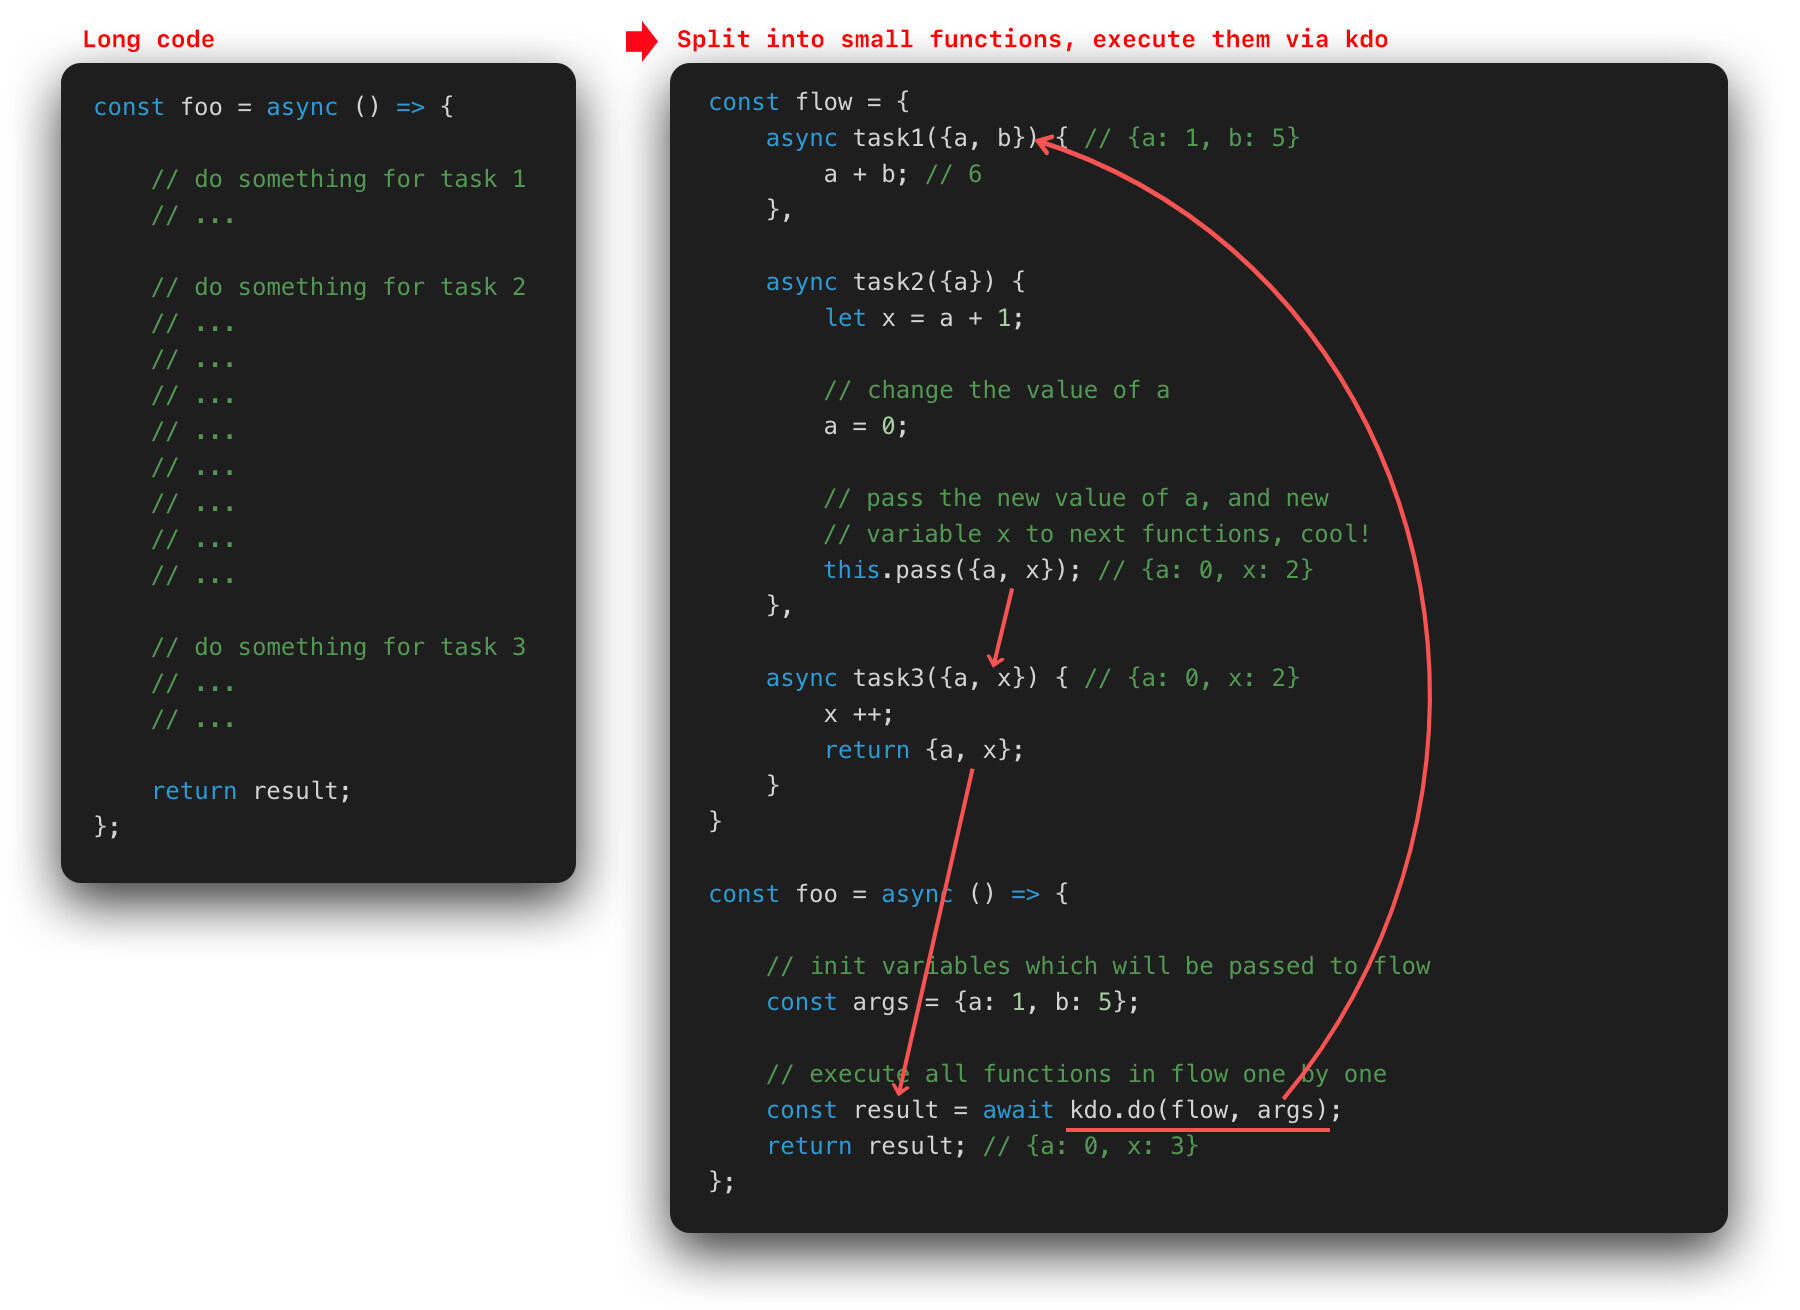 Long code
const foo = async () => {
// do something for task 1
// ...
// do something for task 2
// ...
// ...
// ...
// ...
// ...
// ...
// ...
// ...
// do something for task 3
// ...
// ...
return result;
};
Split into small functions, execute them via kdo
const flow = {
async task1({a, b}) { // {a: 1, b: 5}
a + b; // 6
},
async task2({a}) {
let x = a + 1;
// change the value of a
a = 0;
// pass the new value of a, and new
// variable x to next functions, cool!
this.pass({a, x}); // {a: 0, x: 2}
},
async task3({a, x}) { // {a: 0, x: 2}
x ++;
return {a, x};
}
}
const foo = async () => {
// init variables which will be passed to flow
const args = {a: 1, b: 5};
// execute all functions in flow one by one
const result = await kdo.do(flow, args);
return result; // {a: 0, x: 3}
};